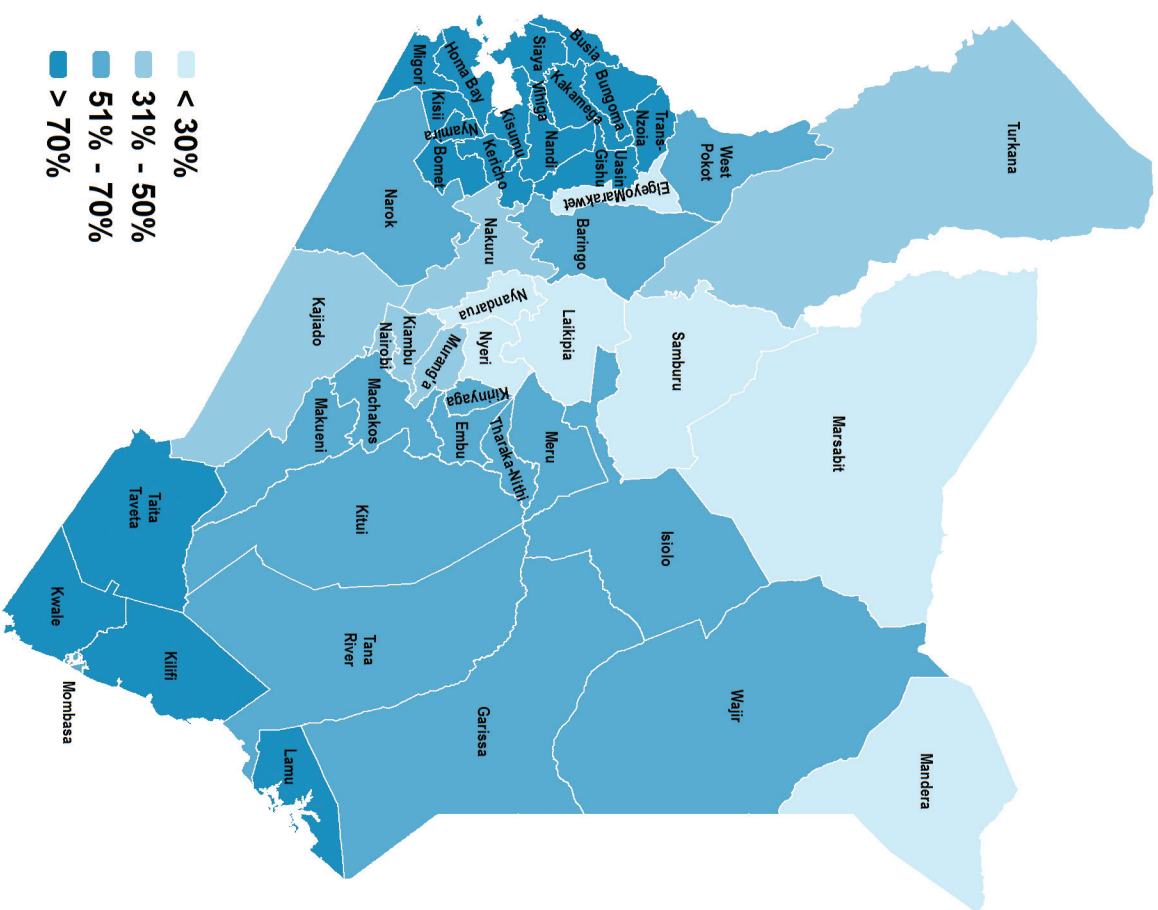 Turkana
Marsabit
Mandera
West
Pokot
Samburu
Isiolo
Wajir
Trans-
Nzoia
Bungoma
Busia
Uasin
Gishu
ElgeyoMarakwet
Baringo
Laikipia
Kakamega
Siaya
Vihiga
Nandi
Kisumu
Kericho
Homa Bay
Migori
Kisii
Nyamira
Bomet
Nakuru
Nyandarua
Nyeri
Meru
Tharaka-Nithi
Kirinyaga
Embu
Murang'a
Kiambu
Nairobi
Narok
Kajiado
Machakos
Makueni
Kitui
Garissa
Tana
River
Lamu
Taita
Taveta
Kilifi
Kwale
Mombasa
< 30%
31% - 50%
51% - 70%
> 70%